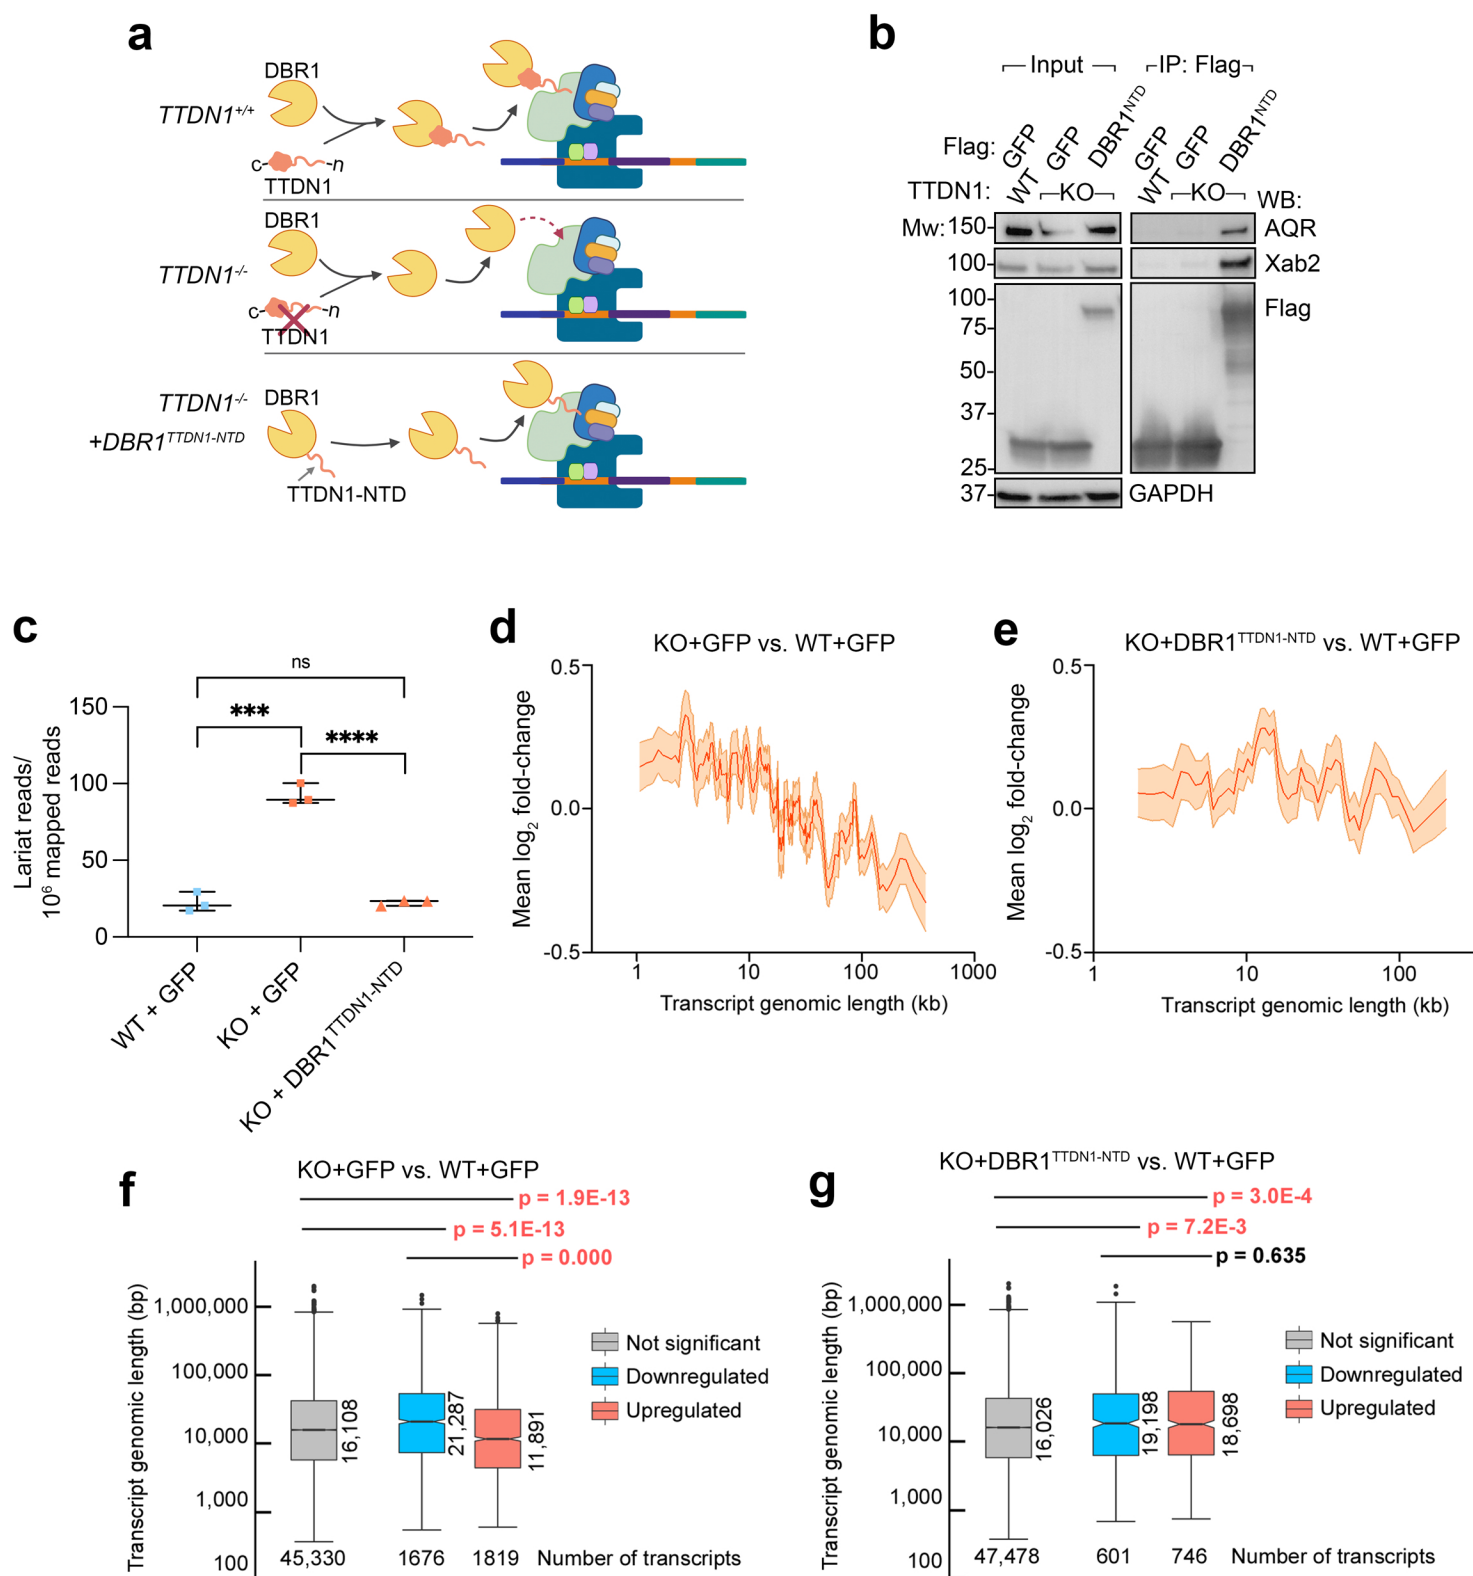 a
DBR1
TTDN1+/+
c- -n
TTDN1
DBR1
TTDN1-/-
c- -n
TTDN1
TTDN1-/-
DBR1
+DBR1TTDN1-NTD
TTDN1-NTD
b
Input IP: Flag
Flag: GFP GFP DBR1NTD GFP GFP DBR1NTD
TTDN1: WT KO WT KO WB:
Mw: 150 AQR
100 Xab2
100 Flag
75
50
37
25
37 GAPDH
c
ns
*** ****
150
100
50
0
Lariat reads/
10⁶ mapped reads
WT + GFP
KO + GFP
KO + DBR1TTDN1-NTD
d
KO+GFP vs. WT+GFP
0.5
0.0
-0.5
Mean log₂ fold-change
1 10 100 1000
Transcript genomic length (kb)
e
KO+DBR1TTDN1-NTD vs. WT+GFP
0.5
0.0
-0.5
Mean log₂ fold-change
1 10 100
Transcript genomic length (kb)
f
KO+GFP vs. WT+GFP
p = 1.9E-13
p = 5.1E-13
p = 0.000
Transcript genomic length (bp)
1,000,000
100,000
10,000
1,000
100
16,108
21,287
11,891
Not significant
Downregulated
Upregulated
45,330 1676 1819 Number of transcripts
g
KO+DBR1TTDN1-NTD vs. WT+GFP
p = 3.0E-4
p = 7.2E-3
p = 0.635
Transcript genomic length (bp)
1,000,000
100,000
10,000
1,000
100
16,026
19,198
18,698
Not significant
Downregulated
Upregulated
47,478 601 746 Number of transcripts